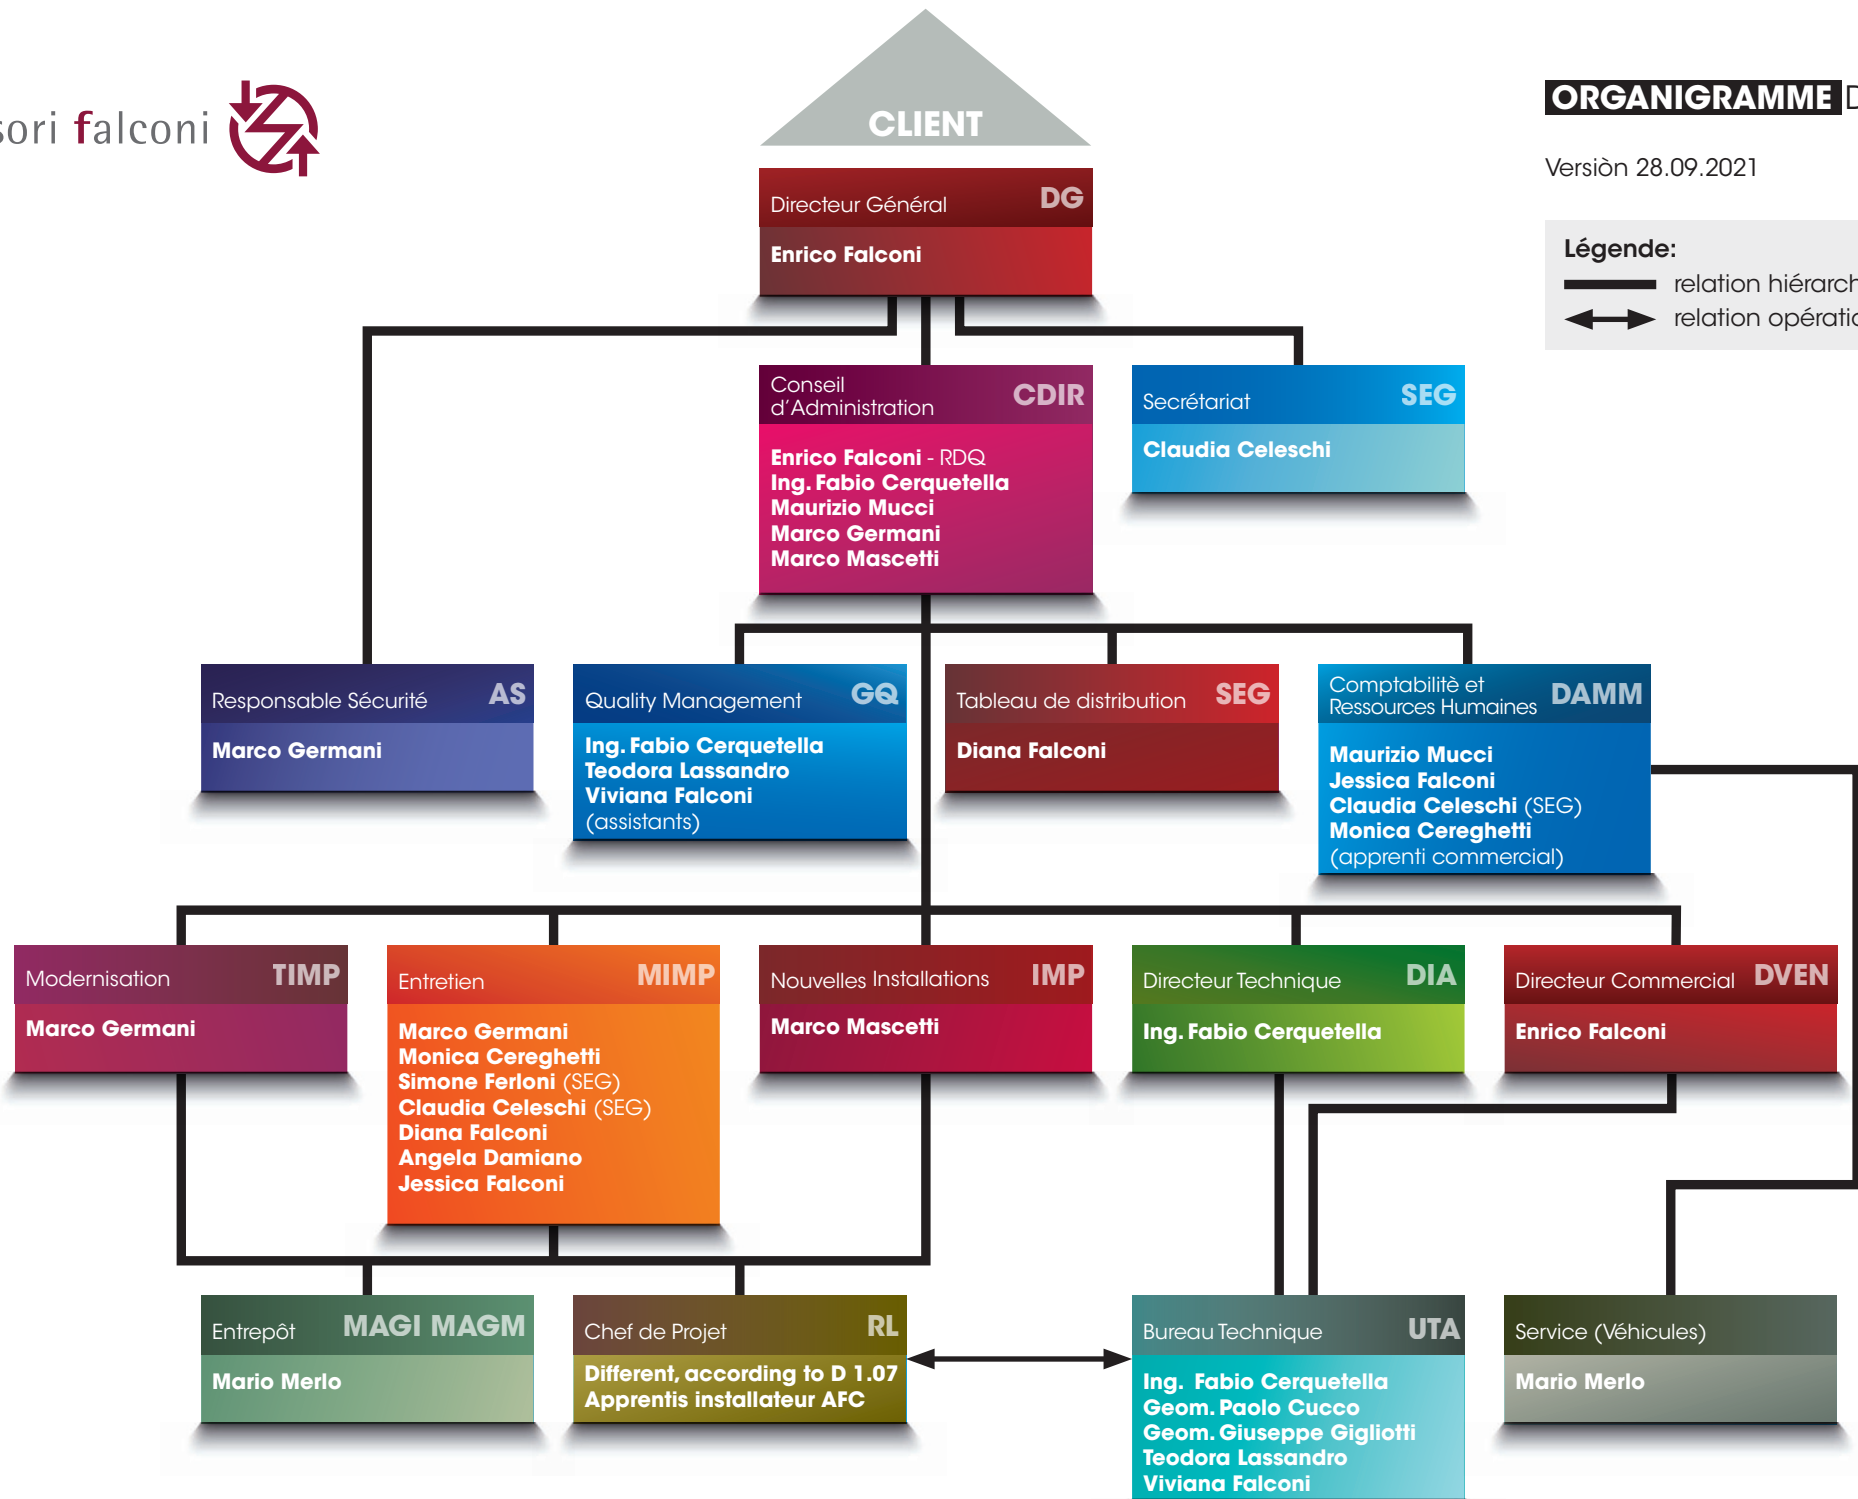 falconi
CLIENT
ORGANIGRAMME
Versiòn 28.09.2021
Légende:
relation
relation
Directeur Général DG
Enrico Falconi
Conseil
d'Administration CDIR
Enrico Falconi - RDQ
Ing. Fabio Cerquetella
Maurizio Mucci
Marco Germani
Marco Mascetti
Secrétariat SEG
Claudia Celeschi
Responsable Sécurité AS
Marco Germani
Quality Management GQ
Ing. Fabio Cerquetella
Teodora Lassandro
Viviana Falconi
(assistants)
Tableau de distribution SEG
Diana Falconi
Comptabilitè et
Ressources Humaines DAMM
Maurizio Mucci
Jessica Falconi
Claudia Celeschi (SEG)
Monica Cereghetti
(apprenti commercial)
Modernisation TIMP
Marco Germani
Entretien MIMP
Marco Germani
Monica Cereghetti
Simone Ferloni (SEG)
Claudia Celeschi (SEG)
Diana Falconi
Angela Damiano
Jessica Falconi
Nouvelles Installations IMP
Marco Mascetti
Directeur Technique DIA
Ing. Fabio Cerquetella
Directeur Commercial DVEN
Enrico Falconi
Entrepôt MAGI MAGM
Mario Merlo
Chef de Projet RL
Different, according to D 1.07
Apprentis installateur AFC
Bureau Technique UTA
Ing. Fabio Cerquetella
Geom. Paolo Cucco
Geom. Giuseppe Gigliotti
Teodora Lassandro
Viviana Falconi
Service (Véhicules)
Mario Merlo